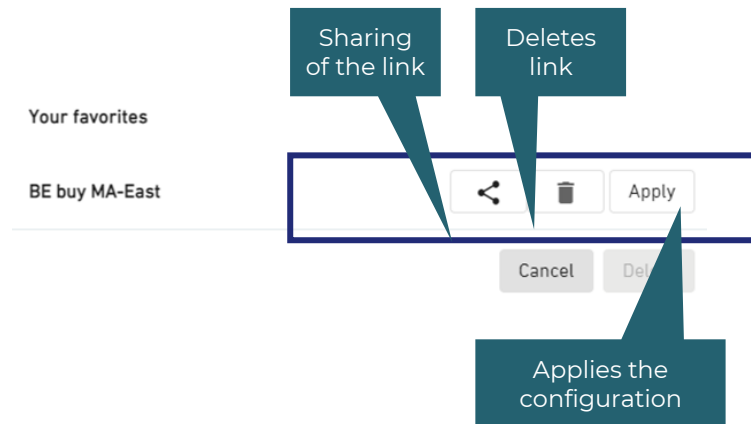 Sharing
of the link
Deletes
link
Your favorites
BE buy MA-East
Apply
Cancel
Applies the
configuration